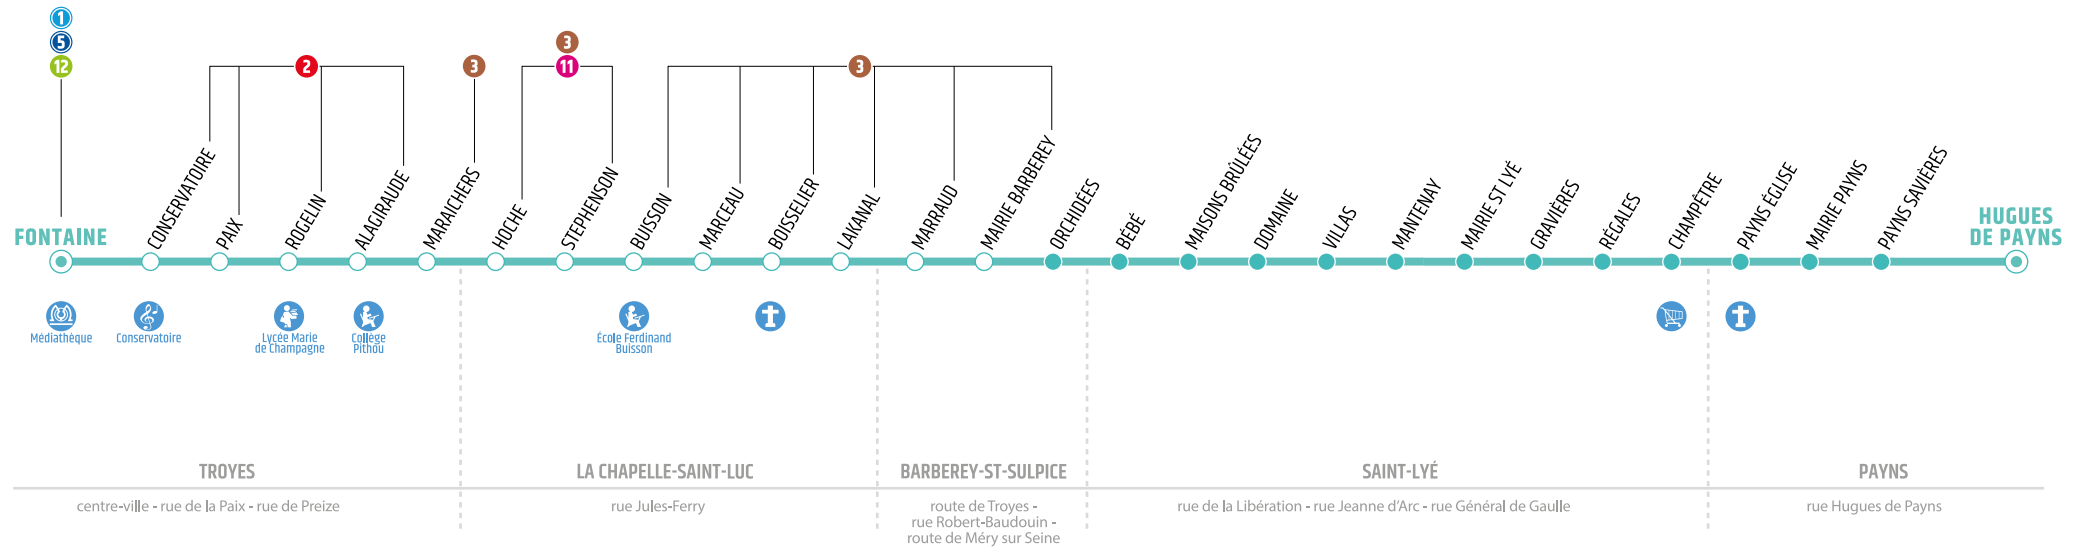 1
5
12
2
3
3
11
3
FONTAINE
CONSERVATOIRE
PAIX
ROGELIN
ALAGIRAUDE
MARAICHERS
HOCHE
STEPHENSON
BUISSON
MARCEAU
BOISSELIER
LAKANAL
MARRAUD
MAIRIE BARBEREY
ORCHIDÉES
BÉBÉ
MAISONS BRÛLÉES
DOMAINE
VILLAS
MANTENAY
MAIRIE ST LYÉ
GRAVIÈRES
RÉGALES
CHAMPÊTRE
PAYNS ÉGLISE
MAIRIE PAYNS
PAYNS SAVIÈRES
HUGUES
DE PAYNS
Médiathèque
Conservatoire
Lycée Marie
de Champagne
Collège
Pithou
École Ferdinand
Buisson
TROYES
LA CHAPELLE-SAINT-LUC
BARBEREY-ST-SULPICE
SAINT-LYÉ
PAYNS
centre-ville - rue de la Paix - rue de Preize
rue Jules-Ferry
route de Troyes -
rue Robert-Baudouin -
route de Méry sur Seine
rue de la Libération - rue Jeanne d'Arc - rue Général de Gaulle
rue Hugues de Payns